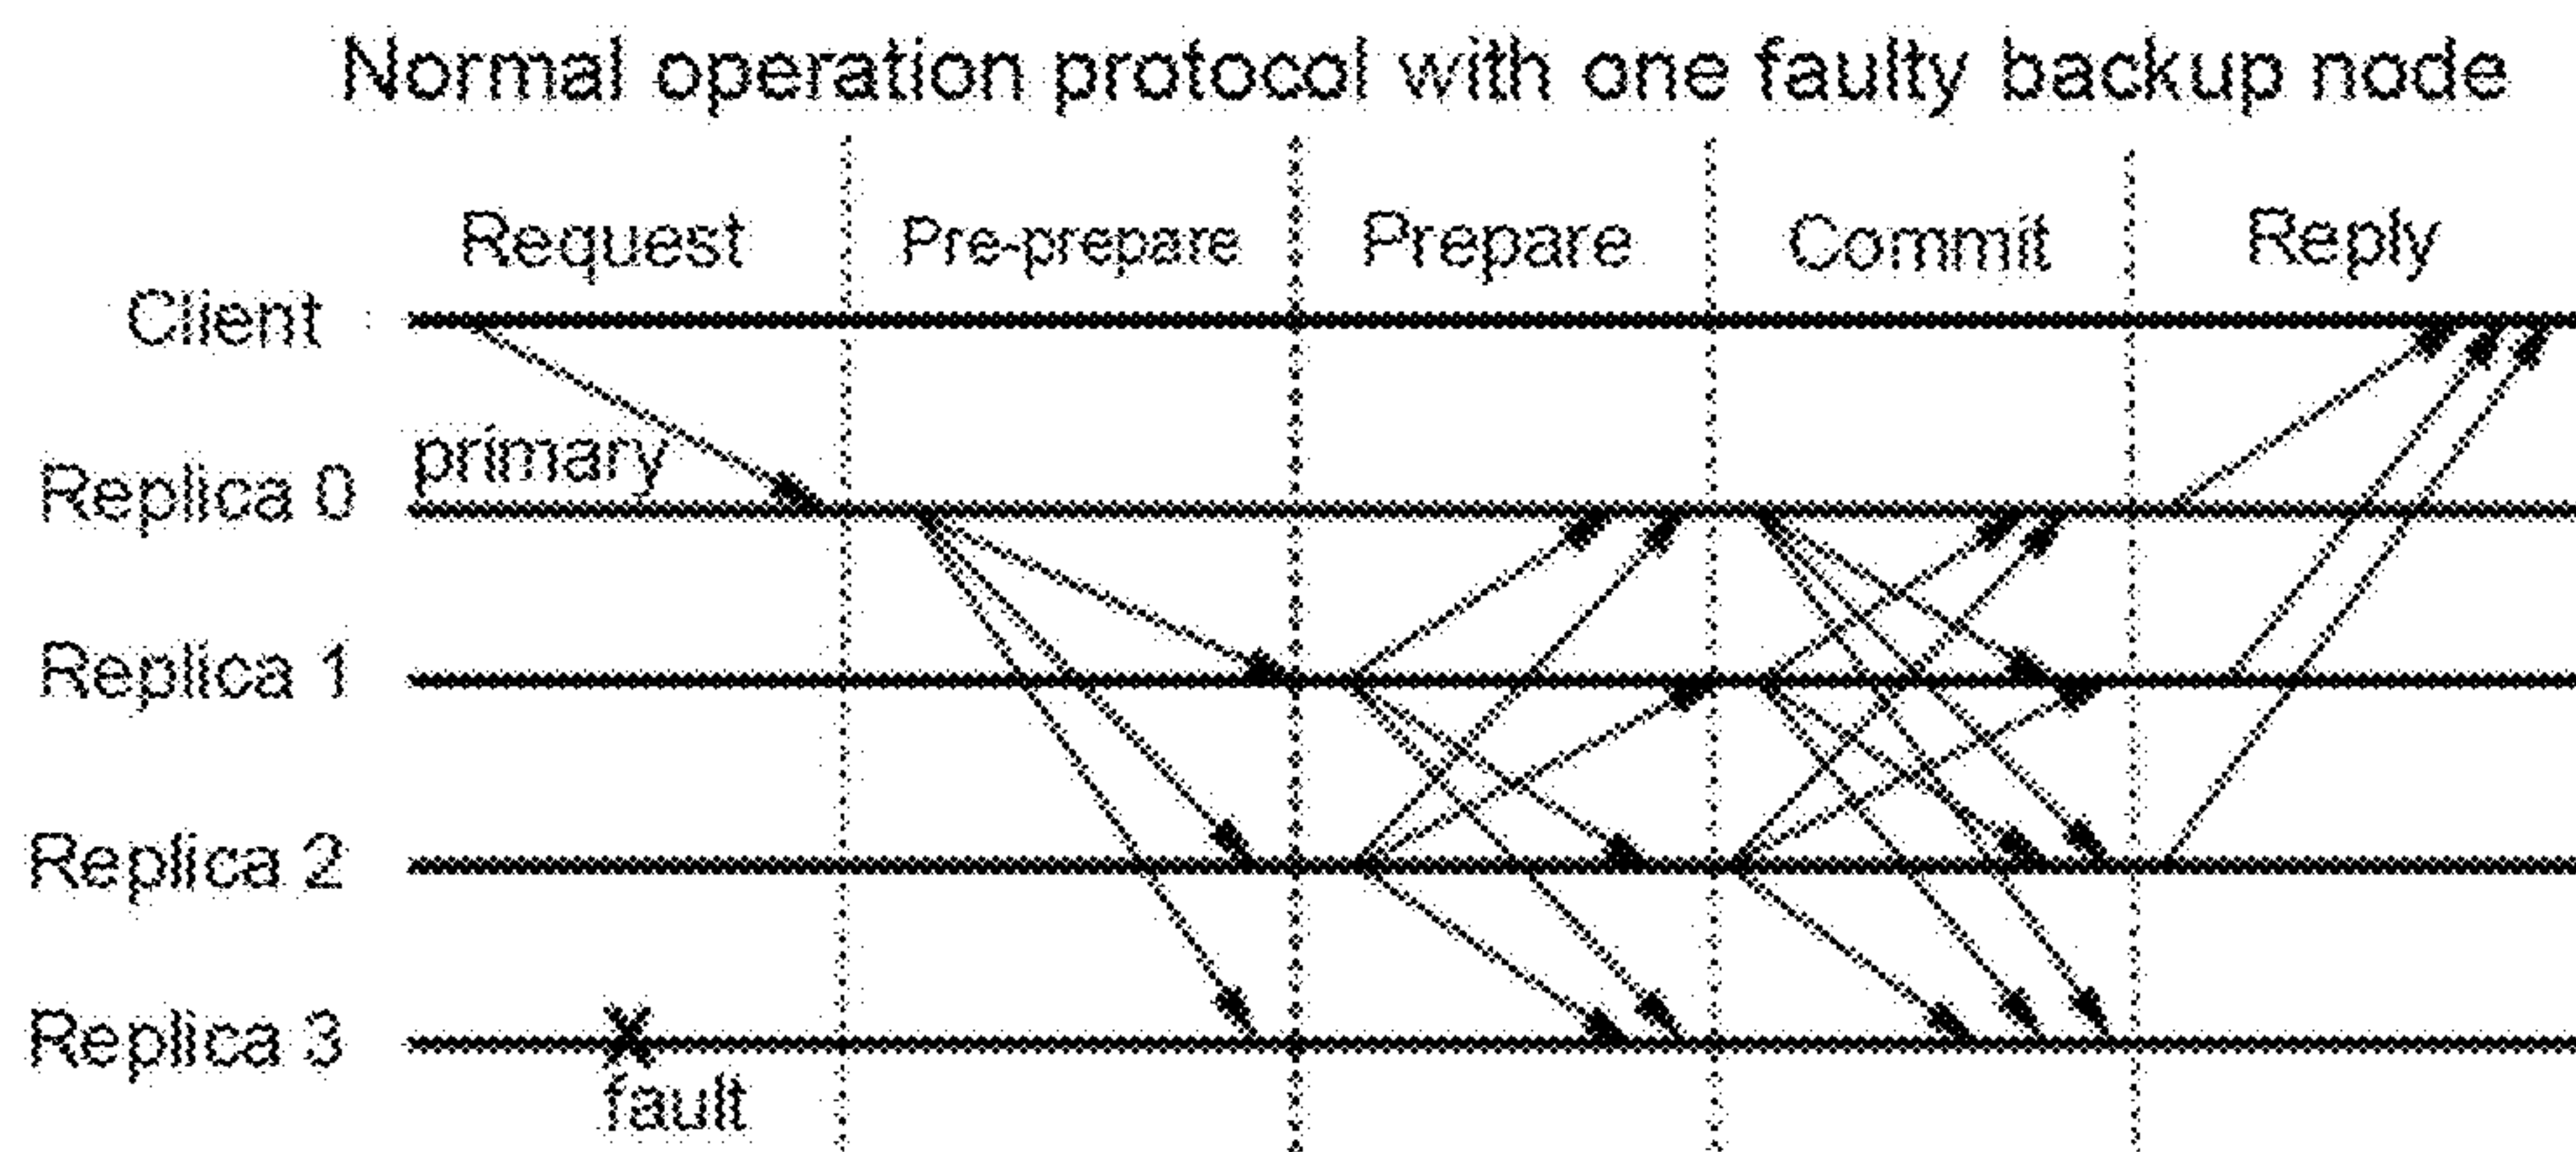 Normal operation protocol with one faulty backup node
Request Pre-prepare Prepare Commit Reply
Client
primary
Replica 0
Replica 1
Replica 2
Replica 3
fault